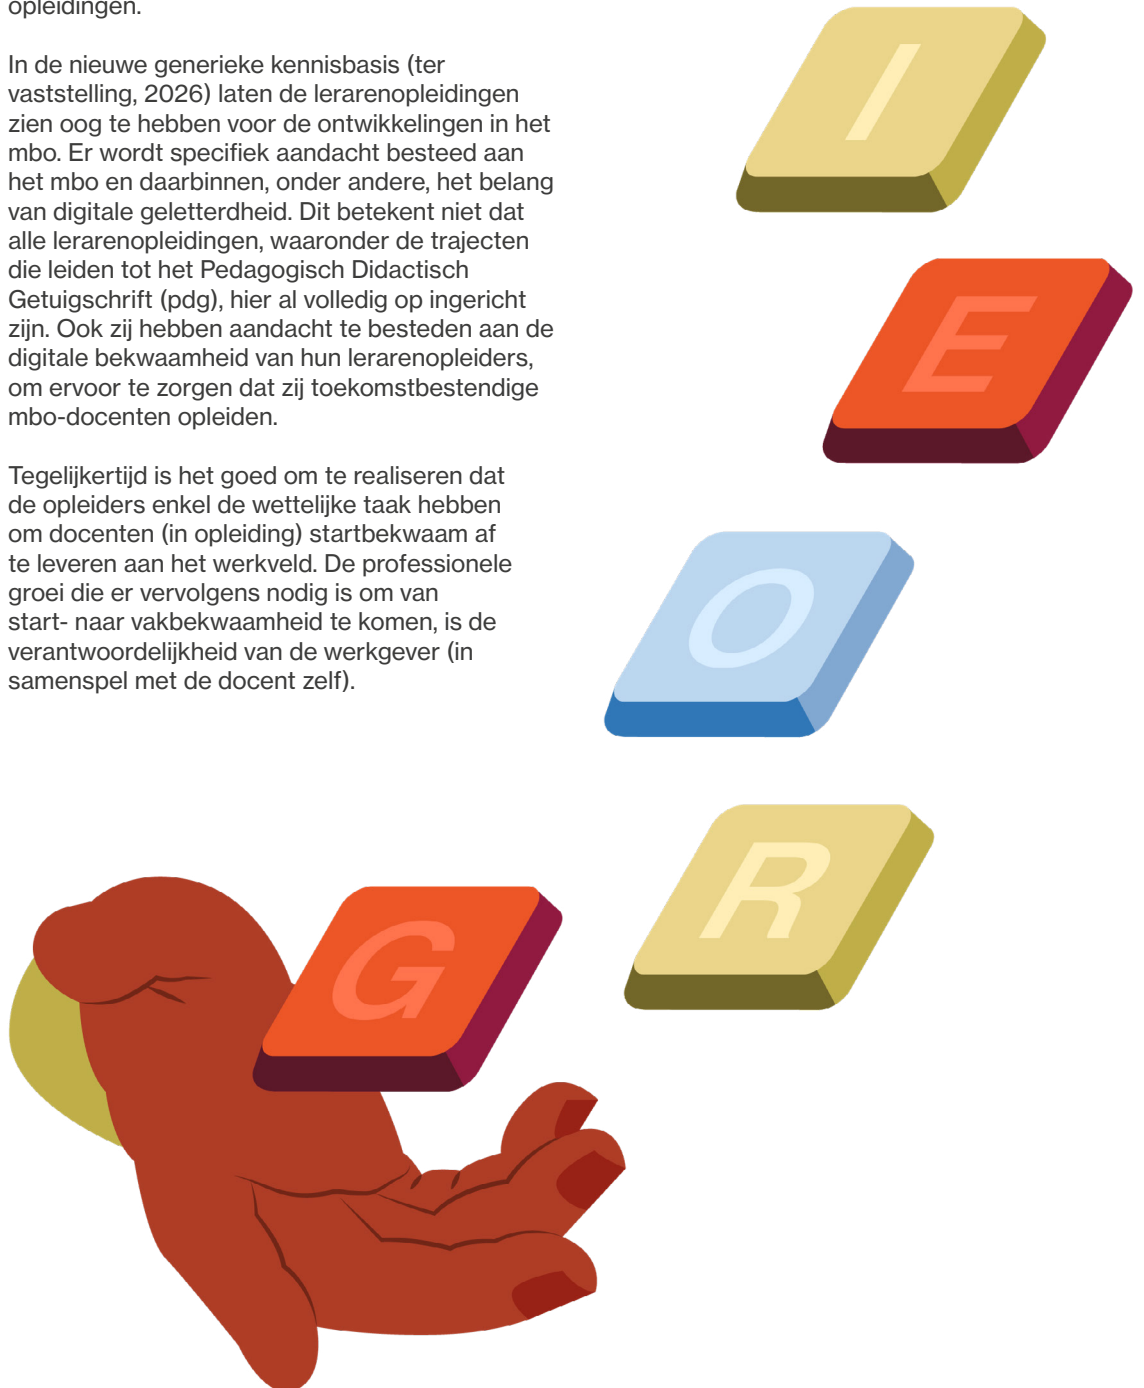 opleidingen.
In de nieuwe generieke kennisbasis (ter
vaststelling, 2026) laten de lerarenopleidingen
zien oog te hebben voor de ontwikkelingen in het
mbo. Er wordt specifiek aandacht besteed aan
het mbo en daarbinnen, onder andere, het belang
van digitale geletterdheid. Dit betekent niet dat
alle lerarenopleidingen, waaronder de trajecten
die leiden tot het Pedagogisch Didactisch
Getuigschrift (pdg), hier al volledig op ingericht
zijn. Ook zij hebben aandacht te besteden aan de
digitale bekwaamheid van hun lerarenopleiders,
om ervoor te zorgen dat zij toekomstbestendige
mbo-docenten opleiden.
Tegelijkertijd is het goed om te realiseren dat
de opleiders enkel de wettelijke taak hebben
om docenten (in opleiding) startbekwaam af
te leveren aan het werkveld. De professionele
groei die er vervolgens nodig is om van
start- naar vakbekwaamheid te komen, is de
verantwoordelijkheid van de werkgever (in
samenspel met de docent zelf).
I
E
O
R
G